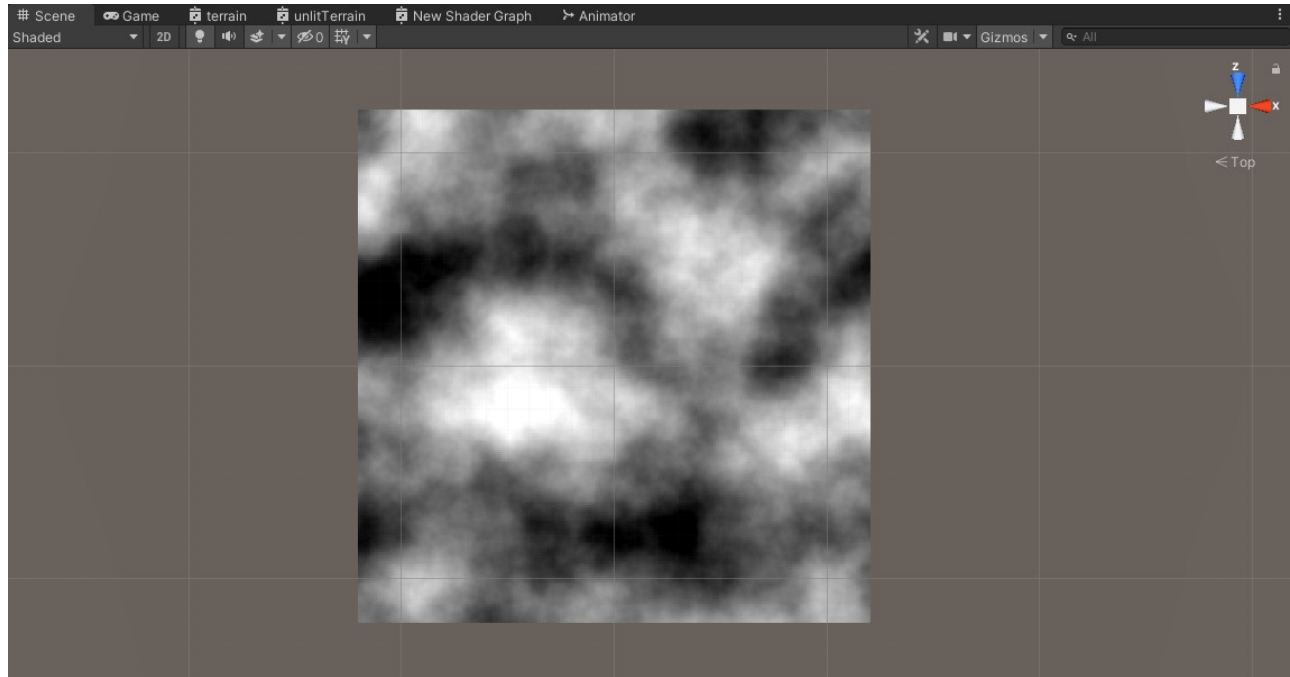 Scene Game terrain unlitTerrain New Shader Graph Animator
Shaded 2D 0 Gizmos All
z
x
Top